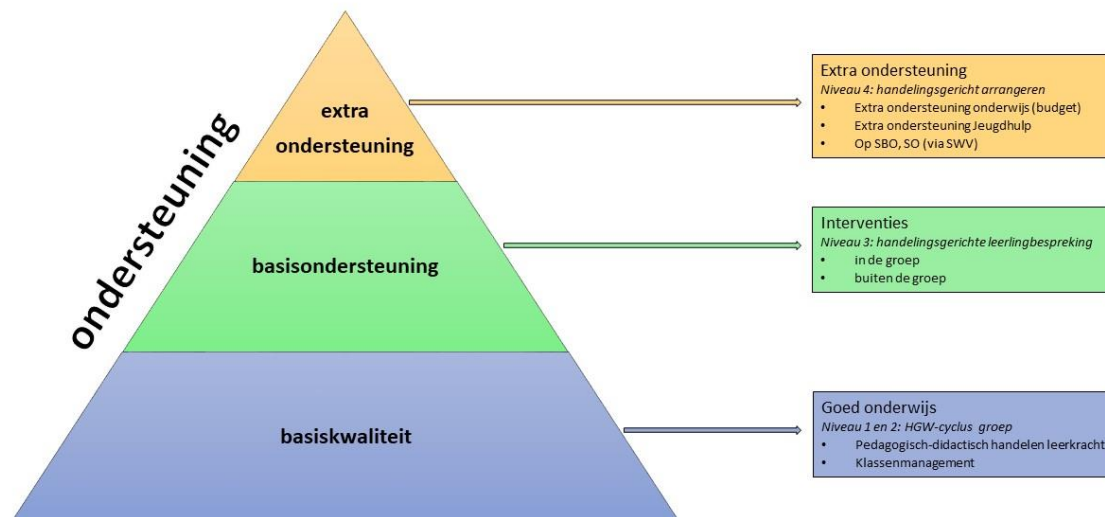 ondersteuning
extra
ondersteuning
basisondersteuning
basiskwaliteit
Extra ondersteuning
Niveau 4: handelingsgericht arrangeren
• Extra ondersteuning onderwijs (budget)
• Extra ondersteuning Jeugdhulp
• Op SBO, SO (via SWV)
Interventies
Niveau 3: handelingsgerichte leerlingbespreking
• in de groep
• buiten de groep
Goed onderwijs
Niveau 1 en 2: HGW-cyclus groep
• Pedagogisch-didactisch handelen leerkracht
• Klassenmanagement